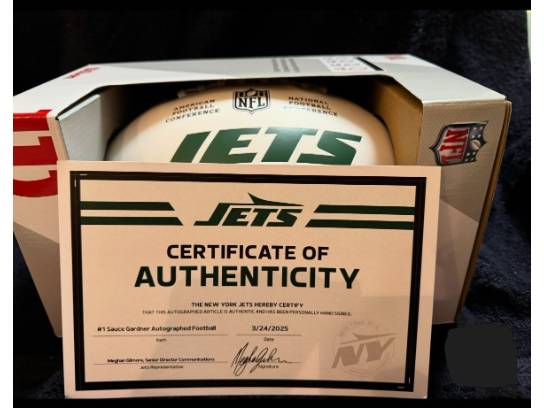 AMERICAN
FOOTBALL
CONFERENCE
NFL
NATIONAL
FOOTBALL
CONFERENCE
JETS
NFL
JETS
CERTIFICATE OF
AUTHENTICITY
THE NEW YORK JETS HEREBY CERTIFY
THAT THIS AUTOGRAPHED ARTICLE IS AUTHENTIC AND HAS BEEN PERSONALLY HAND SIGNED.
#1 Sauce Gardner Autographed Football 3/24/2025
Item Date
Meghan Gilmore, Senior Director Communications
Jets Representative Signature
NY